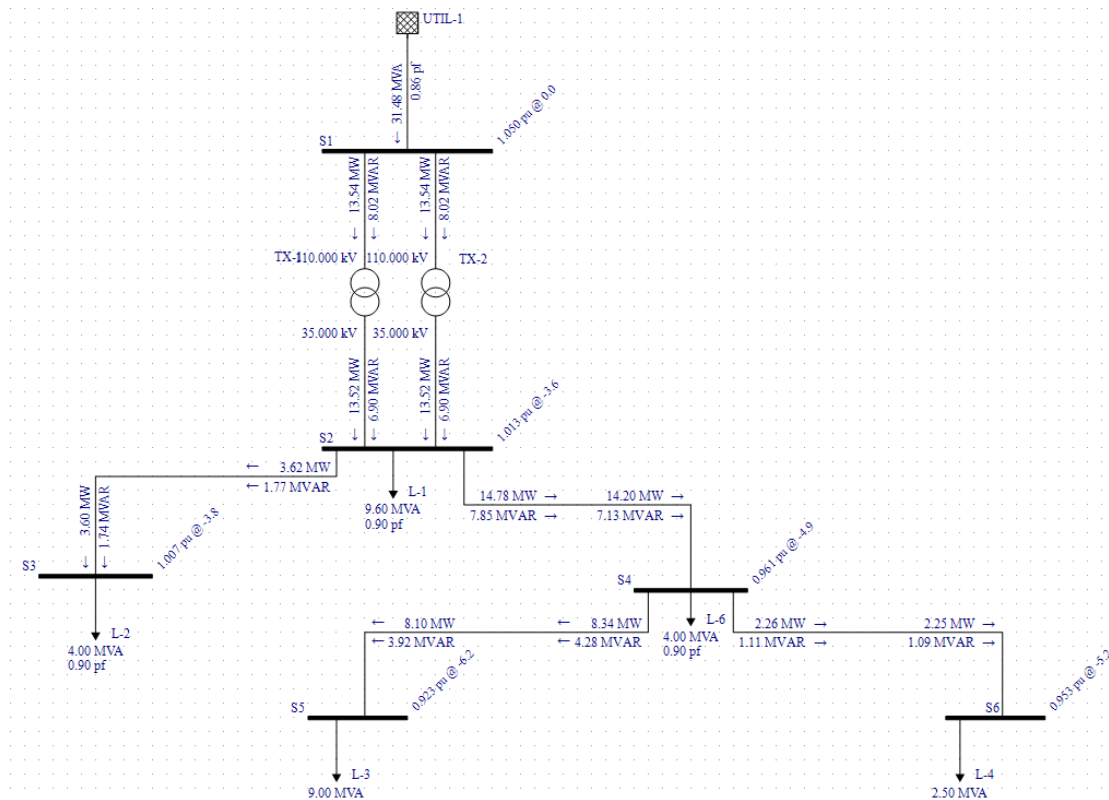 UTIL-1
31.48 MVA
0.86 pf
←
S1
1.050 pu @ 0.0
13.54 MW
8.02 MVAR
13.54 MW
8.02 MVAR
← ← ← ←
TX-
110.000 kV
110.000 kV
TX-2
35.000 kV
35.000 kV
13.52 MW
6.90 MVAR
13.52 MW
6.90 MVAR
← ← ← ←
S2
1.013 pu @ -3.6
← 3.62 MW
← 1.77 MVAR
L-1
9.60 MVA
0.90 pf
14.78 MW →
7.85 MVAR →
14.20 MW →
7.13 MVAR →
3.60 MW
1.74 MVAR
← ←
S3
1.007 pu @ -3.8
L-2
4.00 MVA
0.90 pf
S4
0.961 pu @ -4.9
← 8.10 MW
← 3.92 MVAR
← 8.34 MW
← 4.28 MVAR
L-6
4.00 MVA
0.90 pf
2.26 MW →
1.11 MVAR →
2.25 MW →
1.09 MVAR →
S5
0.923 pu @ -6.2
L-3
9.00 MVA
S6
0.953 pu @
L-4
2.50 MVA